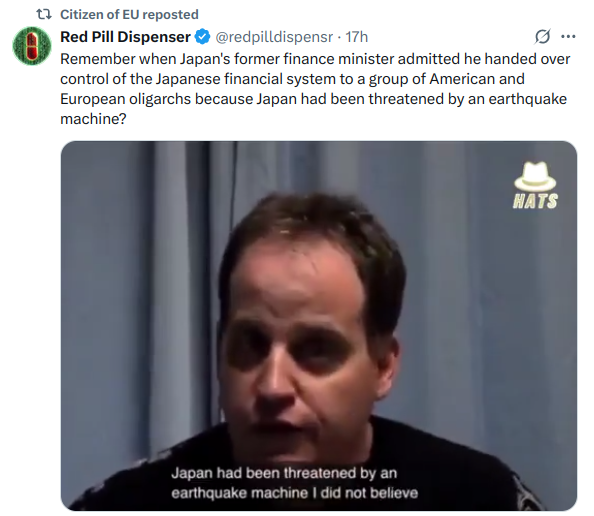 Citizen of EU reposted
Red Pill Dispenser @redpilldispensr · 17h
Remember when Japan's former finance minister admitted he handed over
control of the Japanese financial system to a group of American and
European oligarchs because Japan had been threatened by an earthquake
machine?
HATS
Japan had been threatened by an
earthquake machine I did not believe